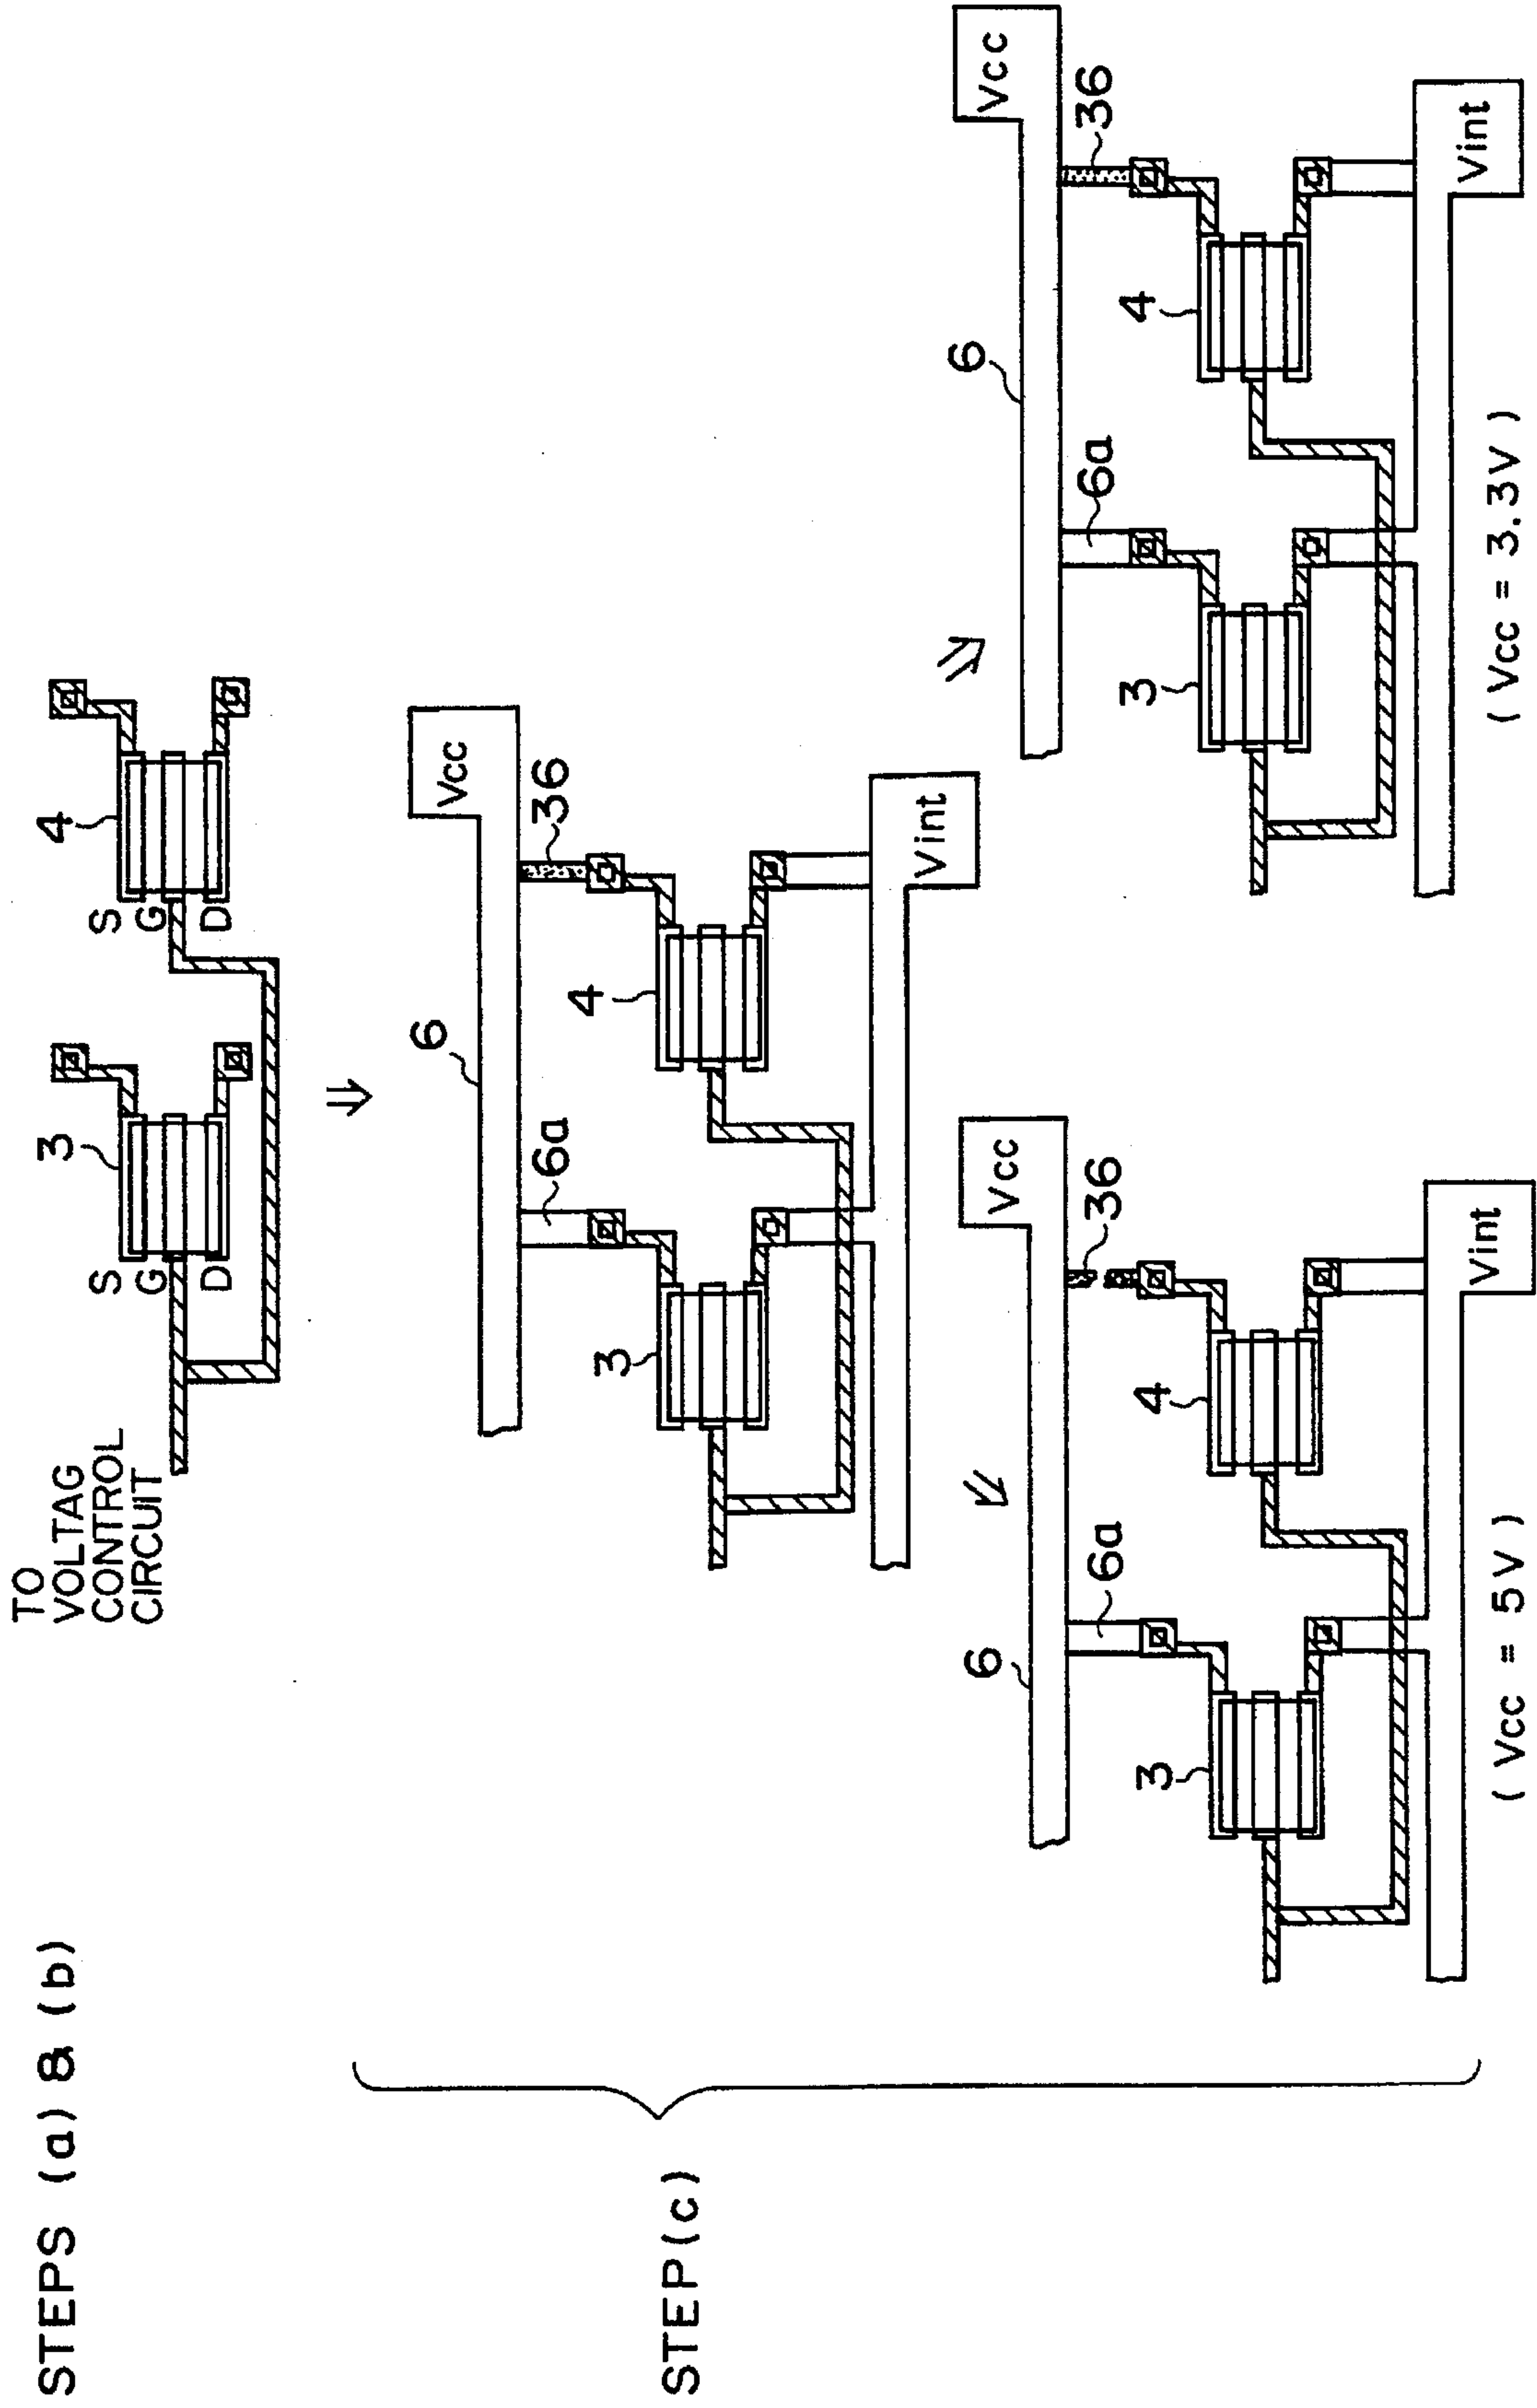 STEPS (a) & (b)
TO
VOLTAG
CONTROL
CIRCUIT
3
S
G
D
4
S
G
D
STEP(c)
6
Vcc
6a
36
3
4
Vint
6
Vcc
6a
36
3
4
Vint
(Vcc = 5V)
6
Vcc
6a
36
3
4
Vint
(Vcc = 3.3V)